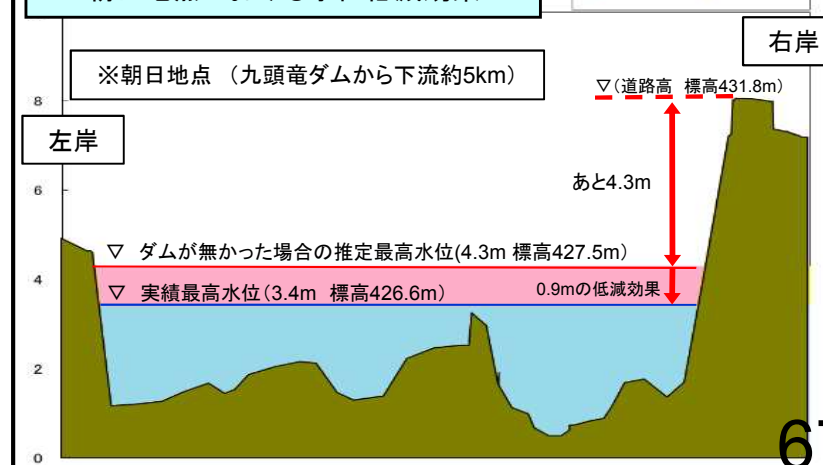 右岸
※朝日地点 (九頭竜ダムから下流約5km)
▽(道路高 標高431.8m)
8
左岸
6
あと4.3m
▽ ダムが無かった場合の推定最高水位(4.3m 標高427.5m)
4
▽ 実績最高水位(3.4m 標高426.6m)
0.9mの低減効果
2
0